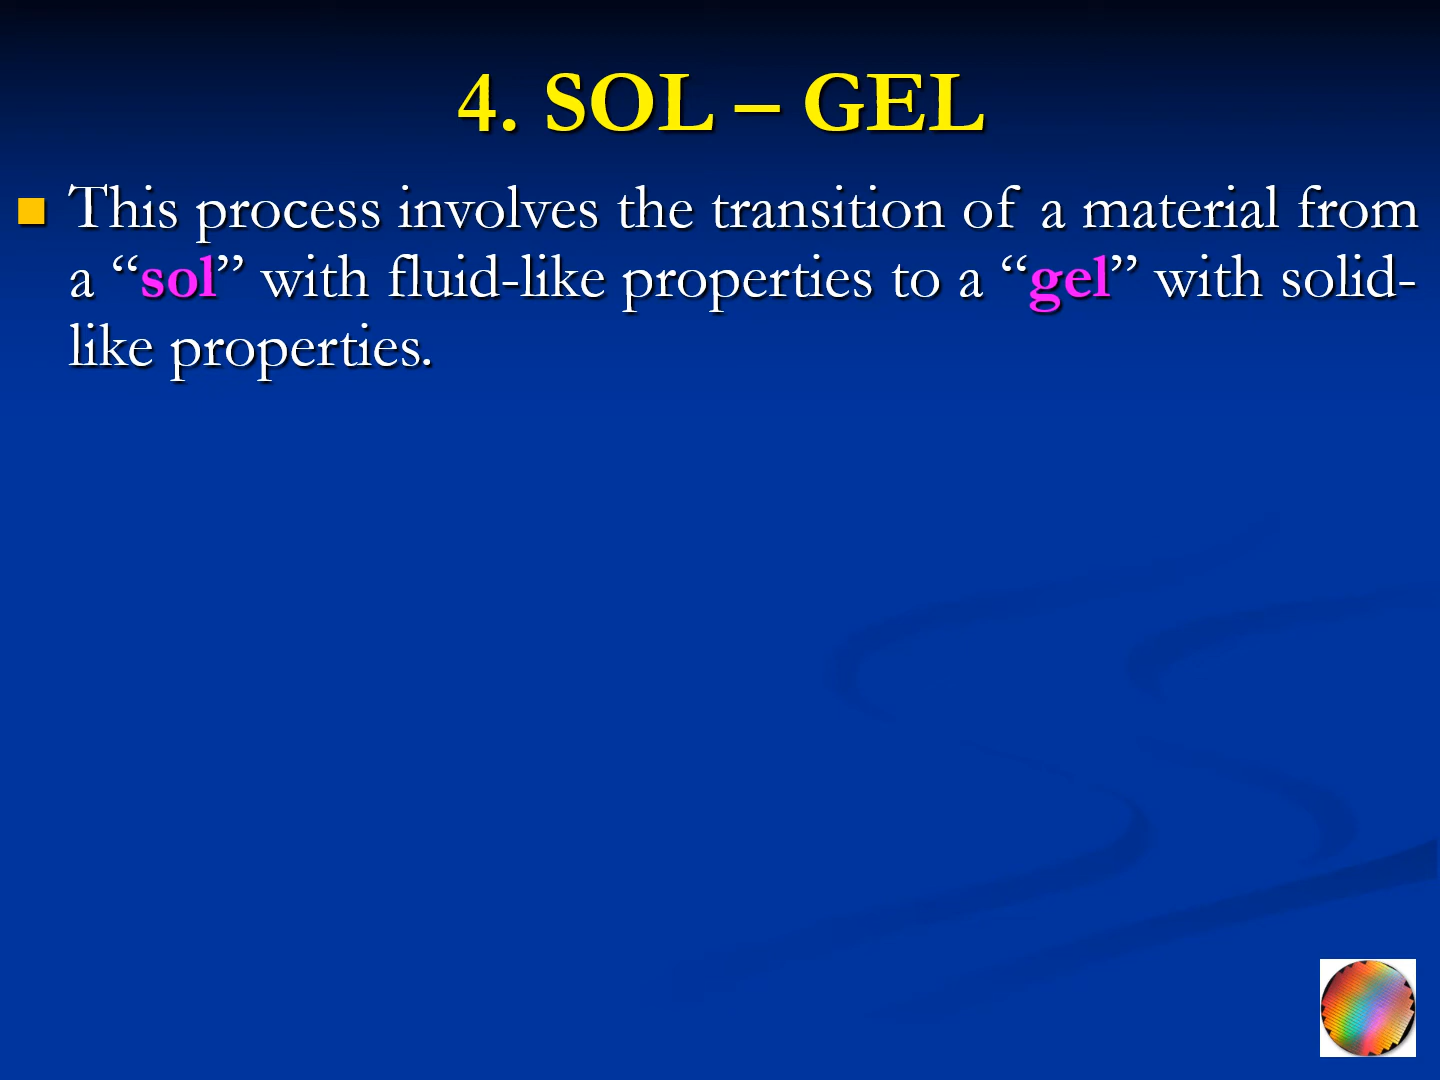 4. SOL – GEL
This process involves the transition of a material from
a “sol” with fluid-like properties to a “gel” with solid-
like properties.